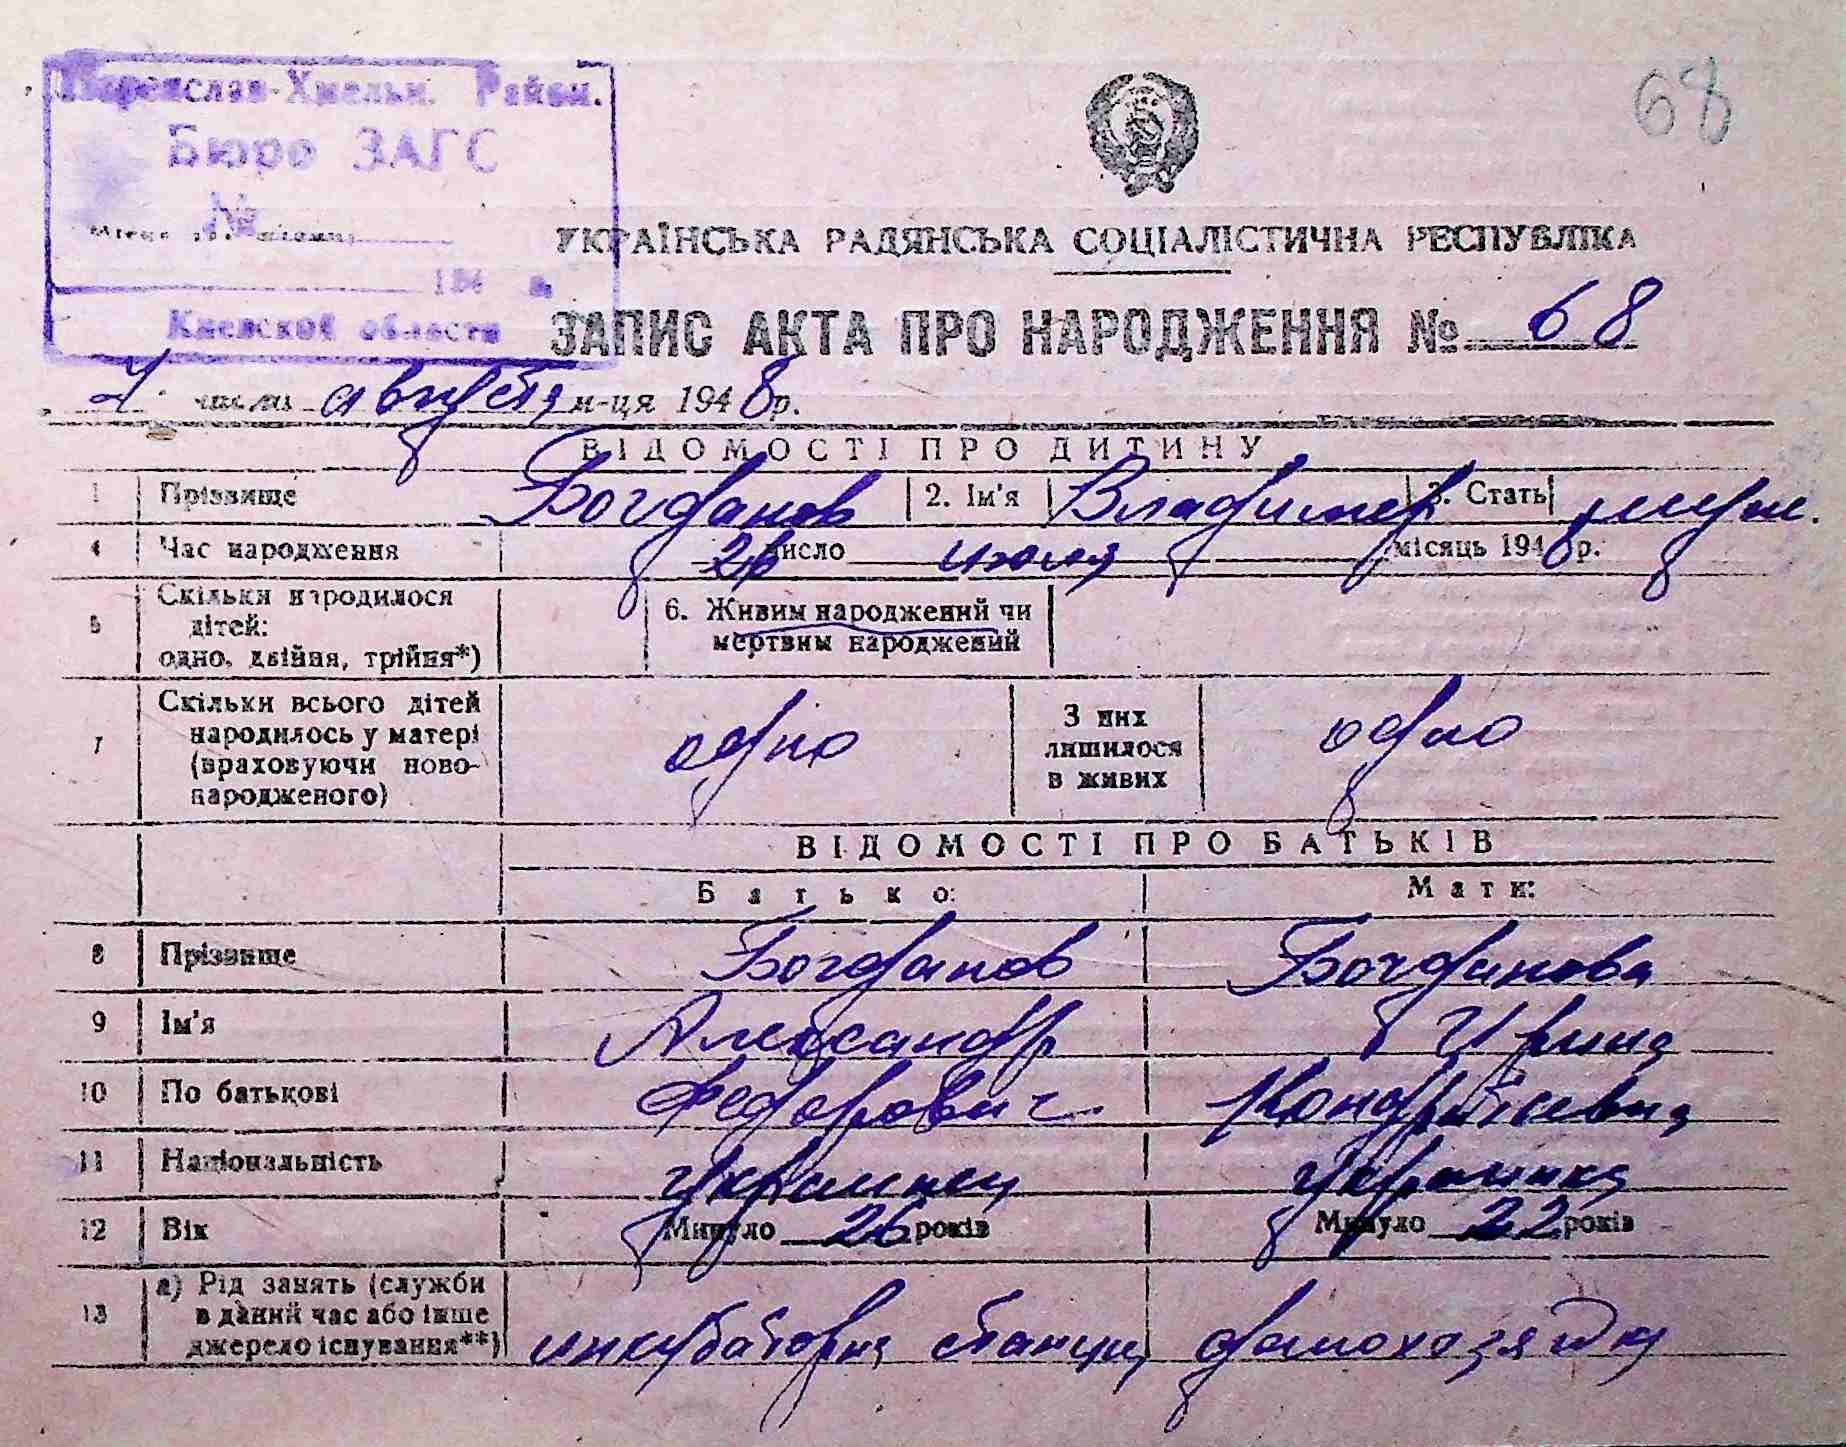 68
Переяслав-Хмельн. Район.
Бюро ЗАГС
№
194 г.
Киевской области
УКРАЇНСЬКА РАДЯНСЬКА СОЦІАЛІСТИЧНА РЕСПУБЛІКА
ЗАПИС АКТА ПРО НАРОДЖЕННЯ № 68
7 числа августа м-ця 1948 р.
ВІДОМОСТІ ПРО ДИТИНУ
1 Прізвище Богданов 2. Ім'я Владимер 3. Стать муж.
4 Час народження 26 число июля місяць 1948 р.
5 Скільки народилося дітей: одно, двійня, трійня*) 6. Живим народжений чи мертвим народжений
7 Скільки всього дітей народилось у матері (враховуючи новонародженого) одно З них лишилося в живих одно
ВІДОМОСТІ ПРО БАТЬКІВ
Батько: Мати:
8 Прізвище Богданов Богданова
9 Ім'я Александр Ирина
10 По батькові Федорович Кондратьевна
11 Національність Украинец Украинка
12 Вік Минуло 26 років Минуло 22 років
13 а) Рід занять (служби в даний час або інше джерело існування**) инкубаторна станция домохозяйка